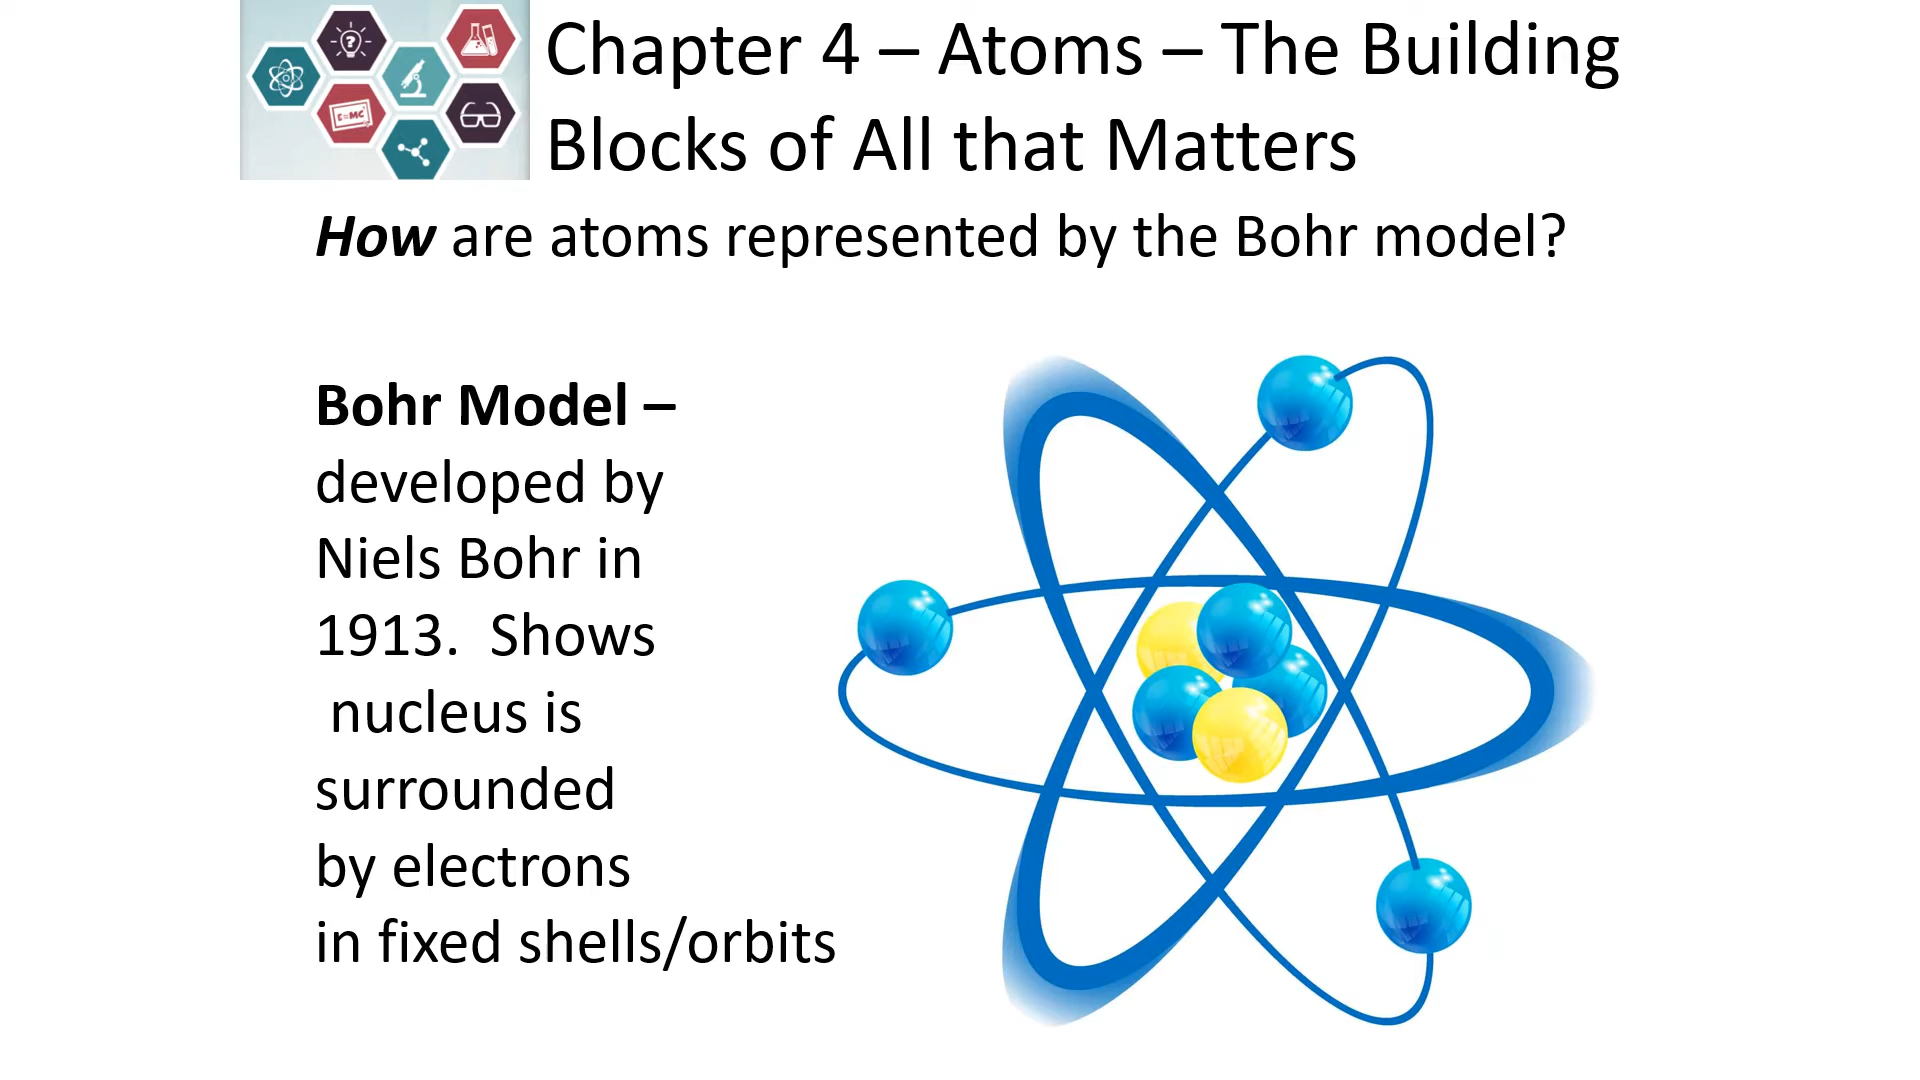 Chapter 4 – Atoms – The Building
Blocks of All that Matters
How are atoms represented by the Bohr model?
Bohr Model –
developed by
Niels Bohr in
1913.  Shows
nucleus is
surrounded
by electrons
in fixed shells/orbits
?
E=MC